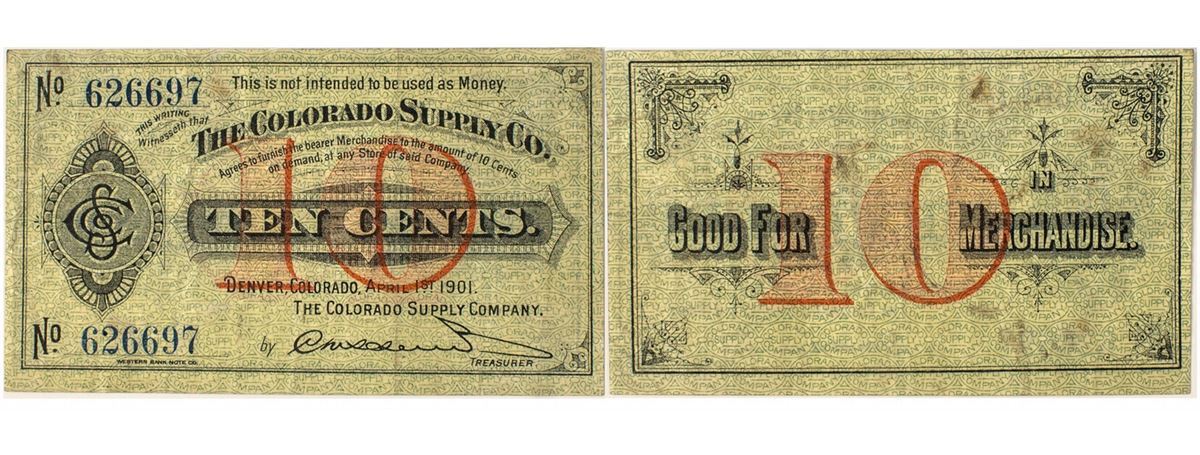 No 626697
This is not intended to be used as Money.
THIS WRITING
Witnesseth that
THE COLORADO SUPPLY CO.
Agrees to furnish the bearer Merchandise to the amount of 10 Cents
on demand, at any Store of said Company.
10
TEN CENTS.
CSCo
DENVER, COLORADO, APRIL 1ST 1901.
THE COLORADO SUPPLY COMPANY.
No 626697
by
WESTERN BANK NOTE CO.
TREASURER
10
IN
GOOD FOR MERCHANDISE.